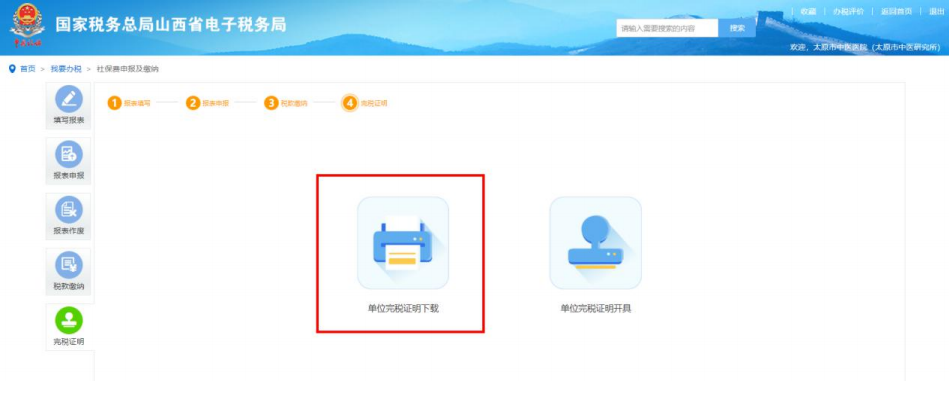 国家税务总局山西省电子税务局
请输入需要搜索的内容
搜索
| 收藏 | 办税评价 | 返回首页 | 退出
欢迎，太原市中医医院（太原市中医研究所）
首页 > 我要办税 > 社保费申报及缴纳
填写报表
报表申报
报表作废
税款缴纳
完税证明
1 报表填写
2 报表申报
3 税款缴纳
4 完税证明
单位完税证明下载
单位完税证明开具